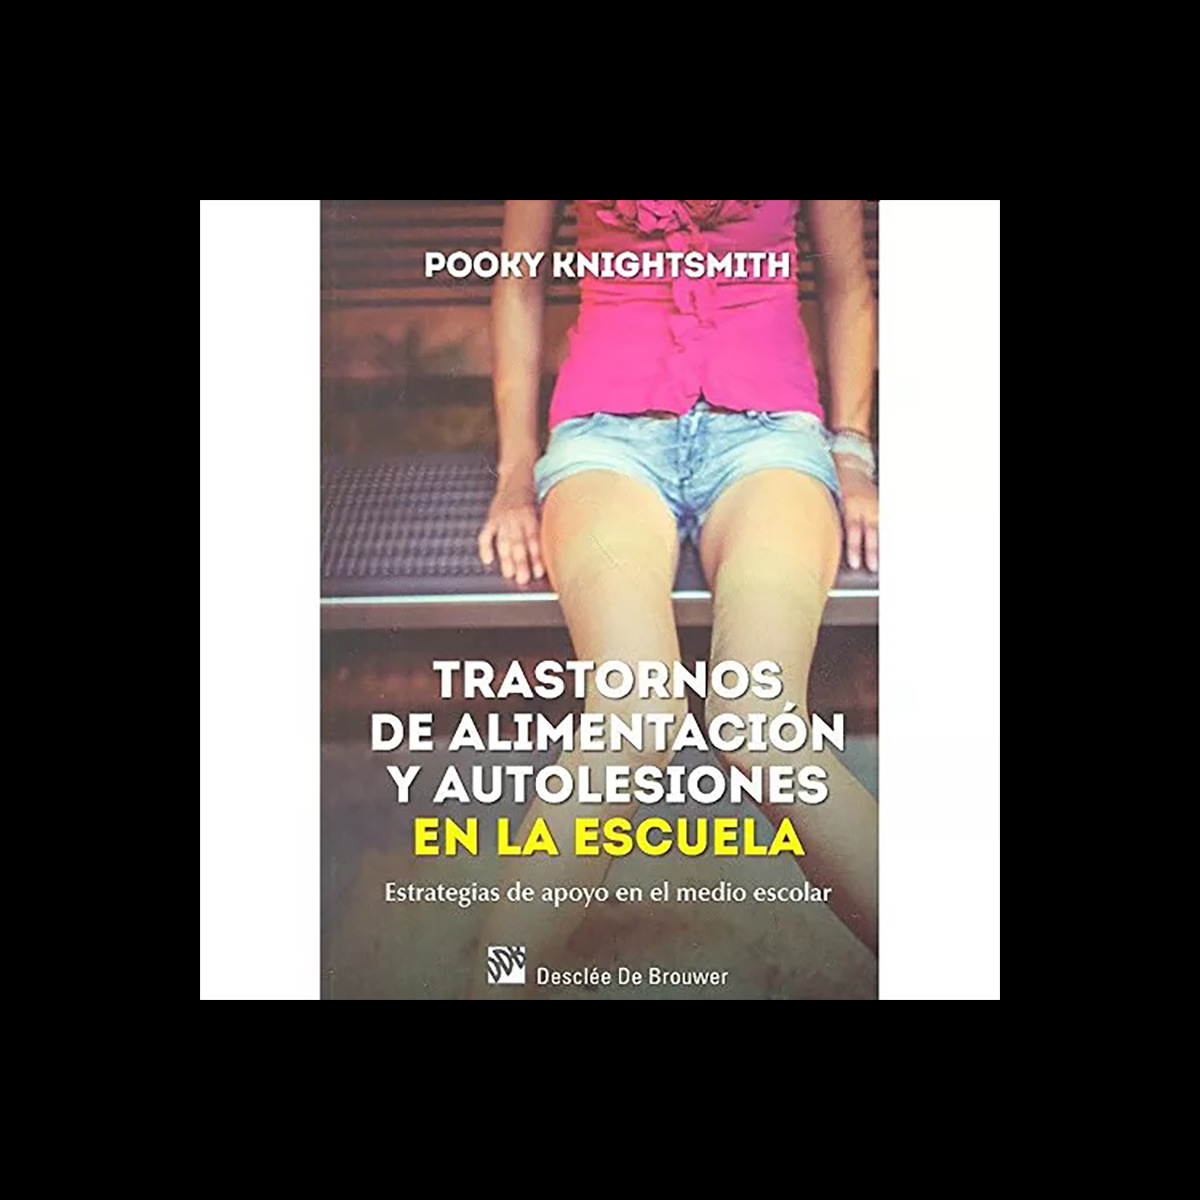 POOKY KNIGHTSMITH
TRASTORNOS
DE ALIMENTACIÓN
Y AUTOLESIONES
EN LA ESCUELA
Estrategias de apoyo en el medio escolar
Desclée De Brouwer